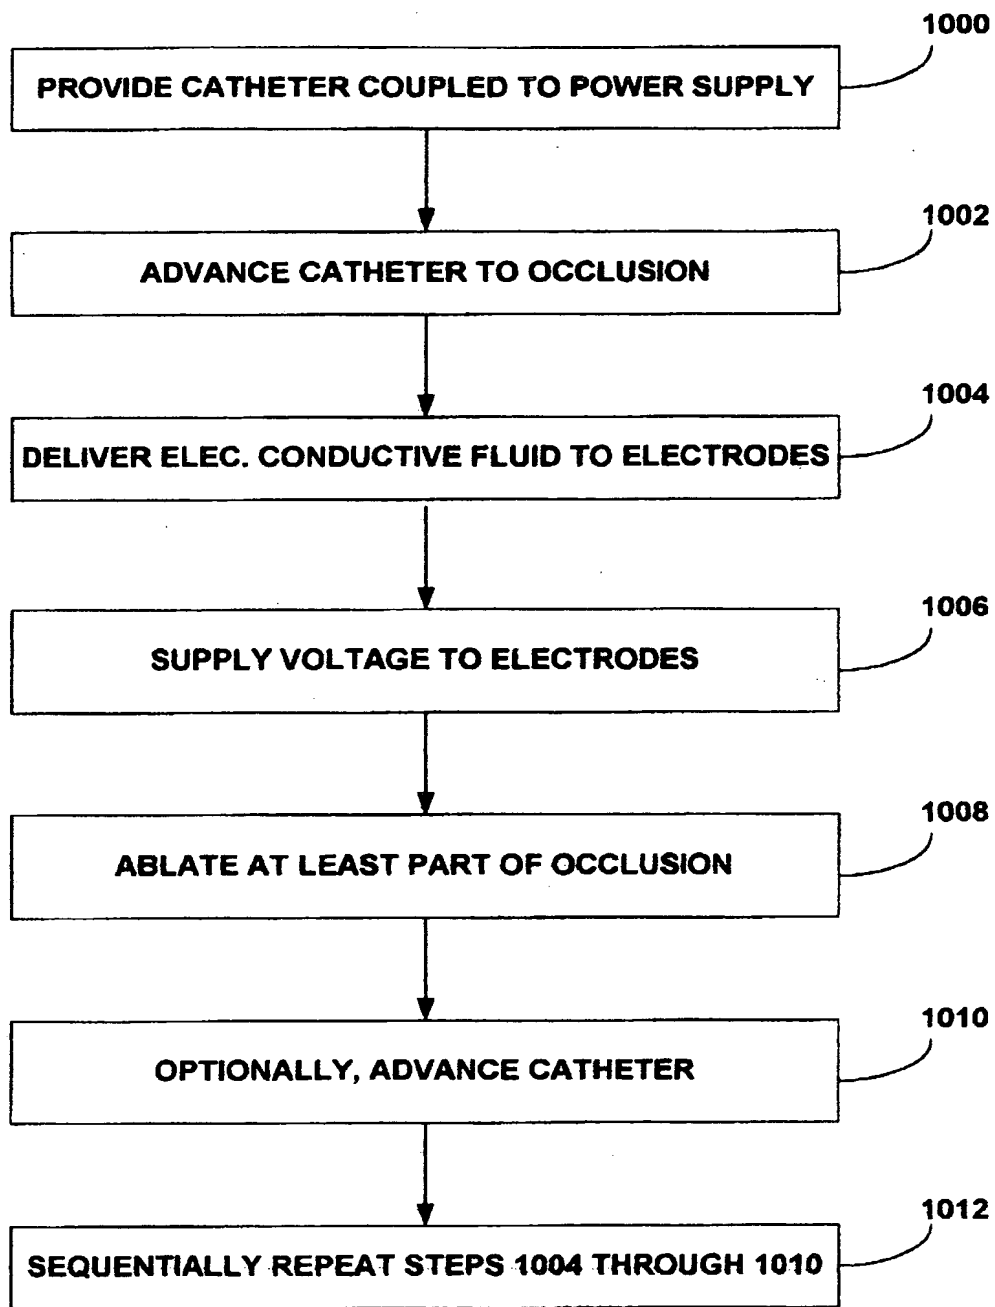 1000
PROVIDE CATHETER COUPLED TO POWER SUPPLY
1002
ADVANCE CATHETER TO OCCLUSION
1004
DELIVER ELEC. CONDUCTIVE FLUID TO ELECTRODES
1006
SUPPLY VOLTAGE TO ELECTRODES
1008
ABLATE AT LEAST PART OF OCCLUSION
1010
OPTIONALLY, ADVANCE CATHETER
1012
SEQUENTIALLY REPEAT STEPS 1004 THROUGH 1010